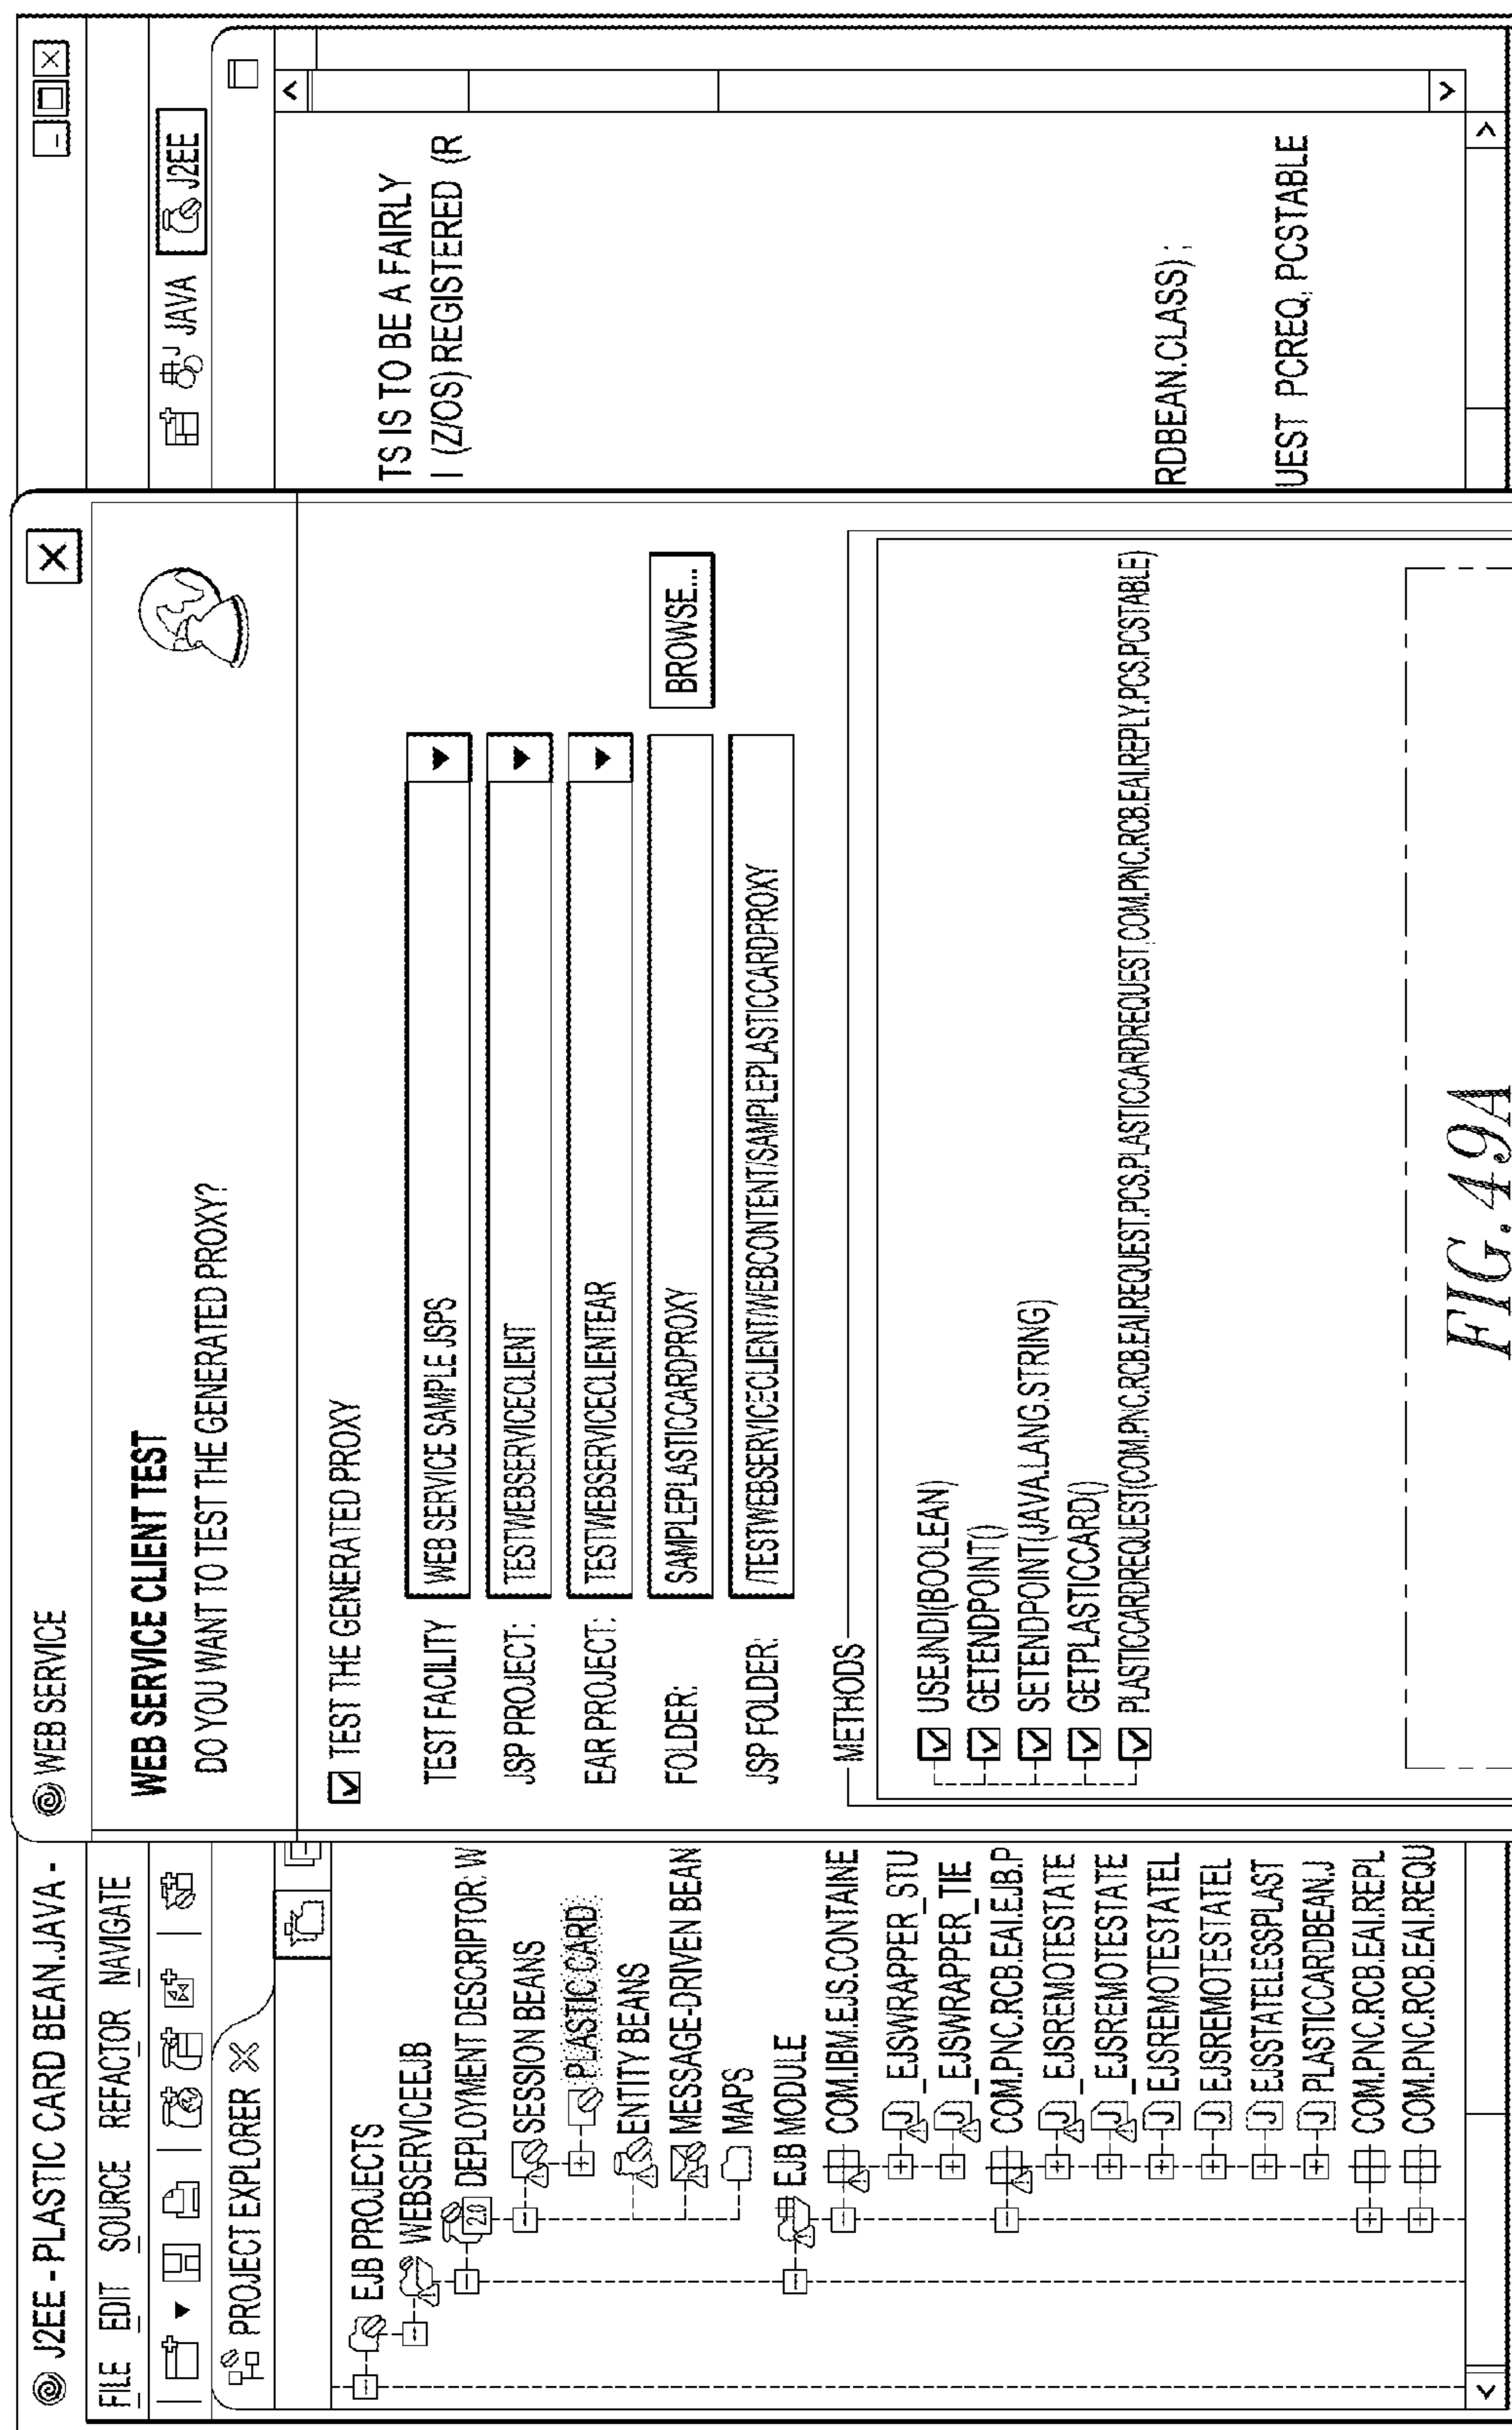 J2EE - PLASTIC CARD BEAN.JAVA -
FILE EDIT SOURCE REFACTOR NAVIGATE
PROJECT EXPLORER
EJB PROJECTS
WEBSERVICEEJB
2.0 DEPLOYMENT DESCRIPTOR: W
SESSION BEANS
PLASTIC CARD
ENTITY BEANS
MESSAGE-DRIVEN BEAN
MAPS
EJB MODULE
COM.IBM.EJS.CONTAINE
J _EJSWRAPPER_STU
J _EJSWRAPPER_TIE
COM.PNC.RCB.EAI.EJB.P
J _EJSREMOTESTATE
J _EJSREMOTESTATE
J EJSREMOTESTATEL
J EJSREMOTESTATEL
J EJSSTATELESSPLAST
J PLASTICCARDBEAN.J
COM.PNC.RCB.EAI.REPL
COM.PNC.RCB.EAI.REQU
WEB SERVICE
WEB SERVICE CLIENT TEST
DO YOU WANT TO TEST THE GENERATED PROXY?
TEST THE GENERATED PROXY
TEST FACILITY WEB SERVICE SAMPLE JSPS
JSP PROJECT: TESTWEBSERVICECLIENT
EAR PROJECT: TESTWEBSERVICECLIENTEAR
FOLDER: SAMPLEPLASTICCARDPROXY BROWSE...
JSP FOLDER: /TESTWEBSERVICECLIENT/WEBCONTENT/SAMPLEPLASTICCARDPROXY
METHODS
USEJNDI(BOOLEAN)
GETENDPOINT()
SETENDPOINT(JAVA.LANG.STRING)
GETPLASTICCARD()
PLASTICCARDREQUEST(COM.PNC.RCB.EAI.REQUEST.PCS.PLASTICCARDREQUEST,COM.PNC.RCB.EAI.REPLY.PCS.PCSTABLE)
J JAVA J2EE
TS IS TO BE A FAIRLY
I (Z/OS) REGISTERED (R
RDBEAN.CLASS) ;
UEST PCREQ, PCSTABLE
FIG. 49A